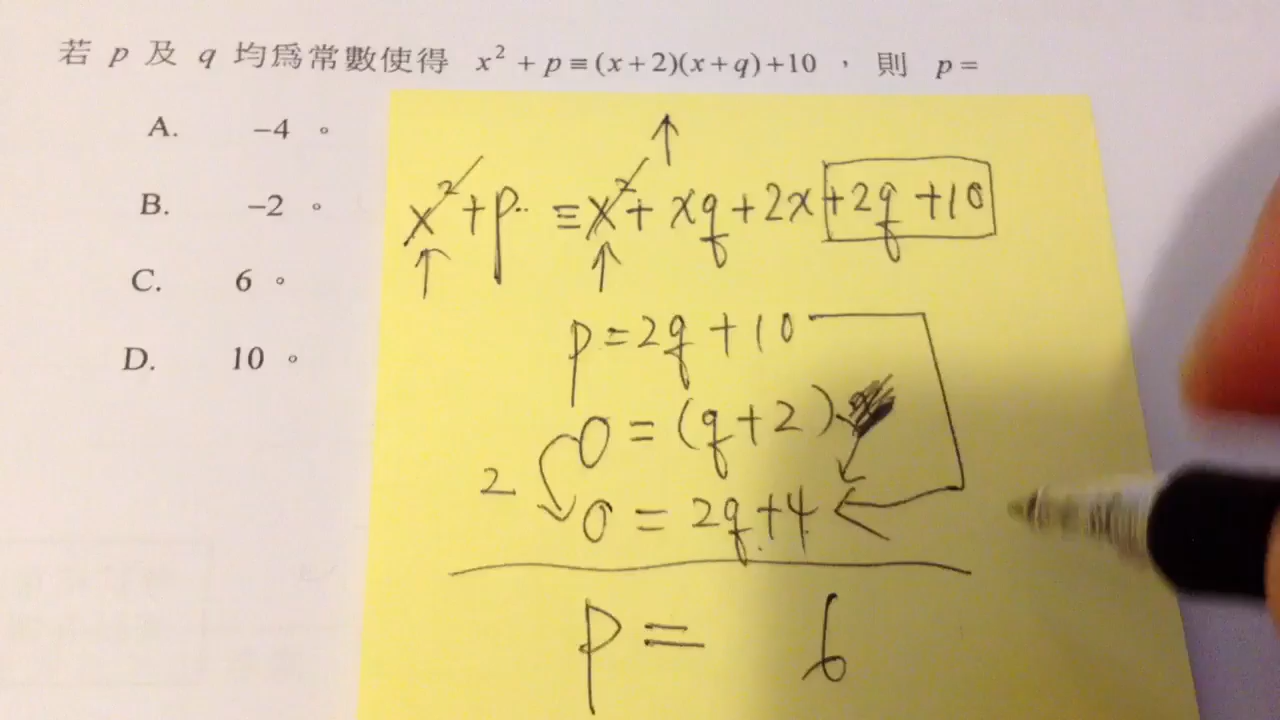 若 p 及 q 均為常數使得 x² + p ≡ (x+2)(x+q)+10 ， 則 p =
A. −4 。
B. −2 。
C. 6 。
D. 10 。
x² + p ≡ x² + xq + 2x + 2q + 10
p = 2q + 10
0 = (q + 2)
2
0 = 2q + 4
p = 6